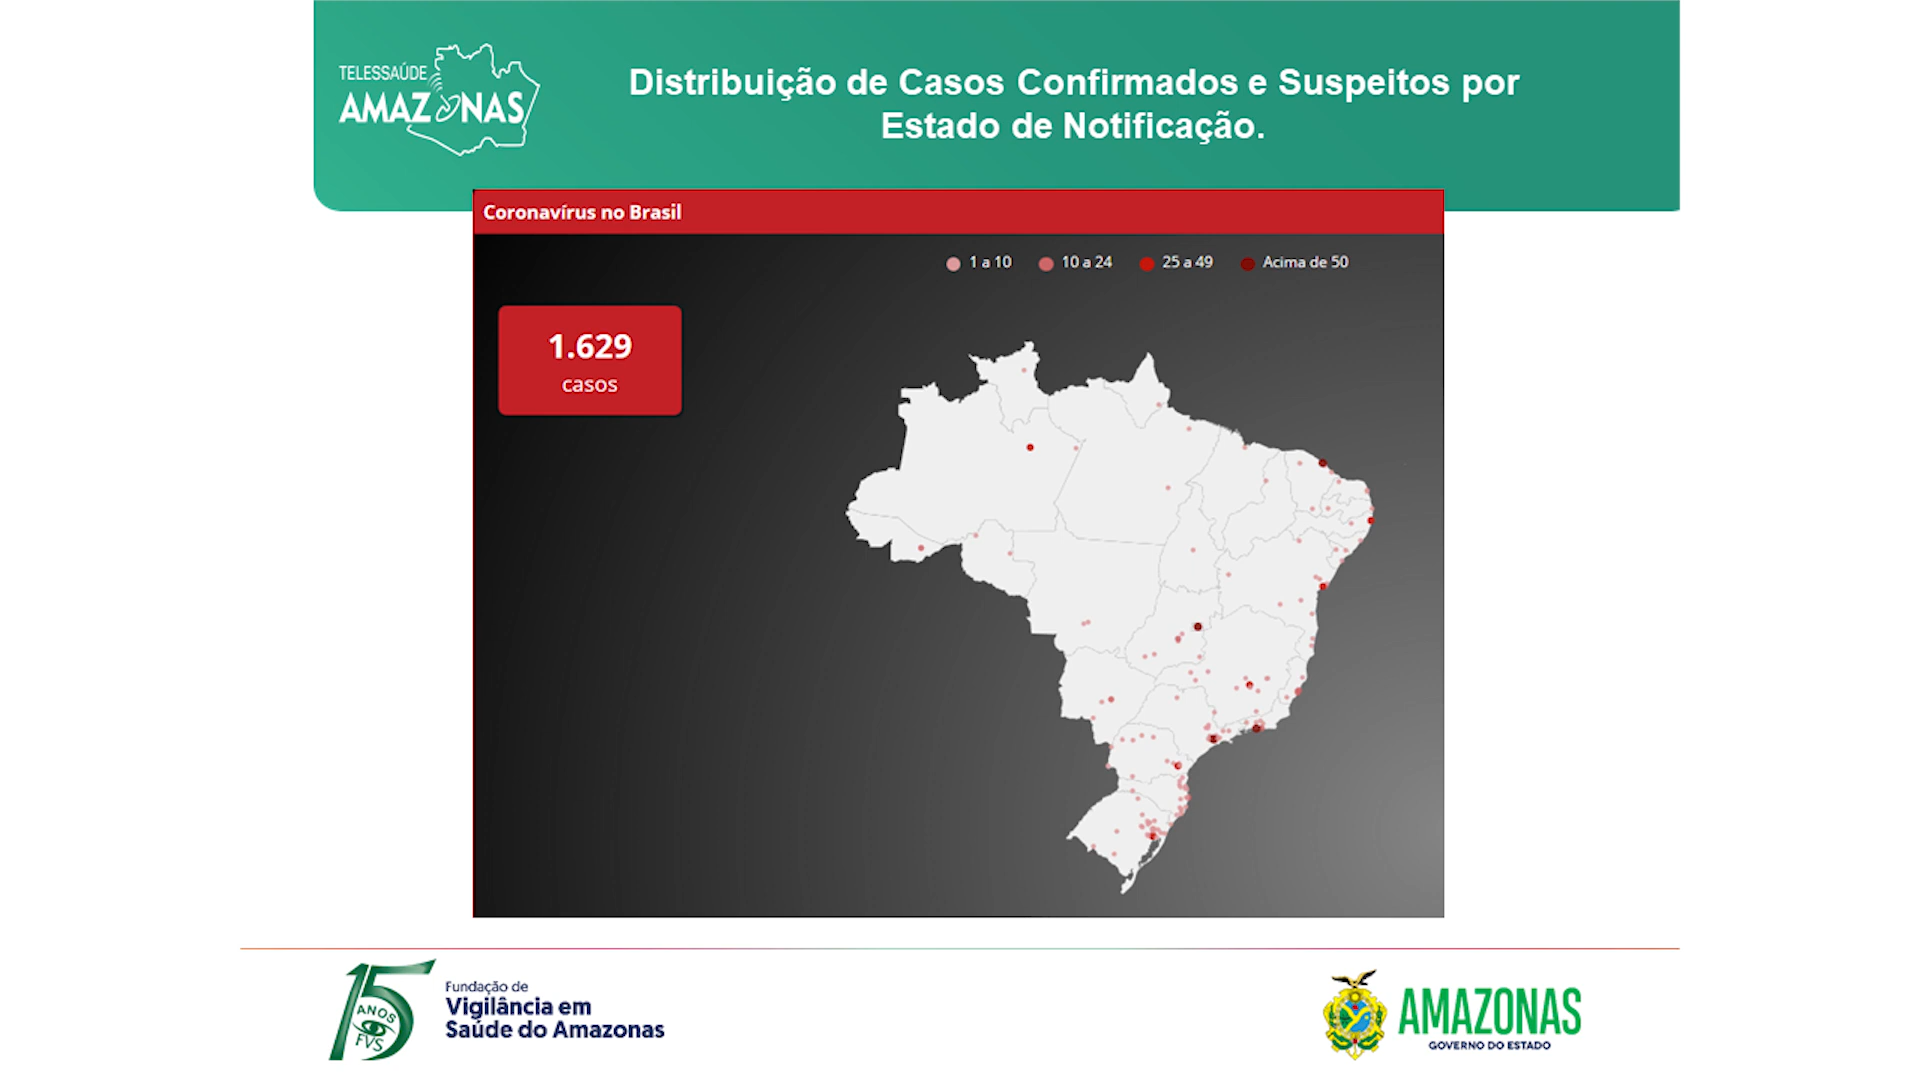 TELESSAÚDE
AMAZONAS
Distribuição de Casos Confirmados e Suspeitos por
Estado de Notificação.
Coronavírus no Brasil
1 a 10
10 a 24
25 a 49
Acima de 50
1.629
casos
15
ANOS
FVS
Fundação de
Vigilância em
Saúde do Amazonas
AMAZONAS
GOVERNO DO ESTADO